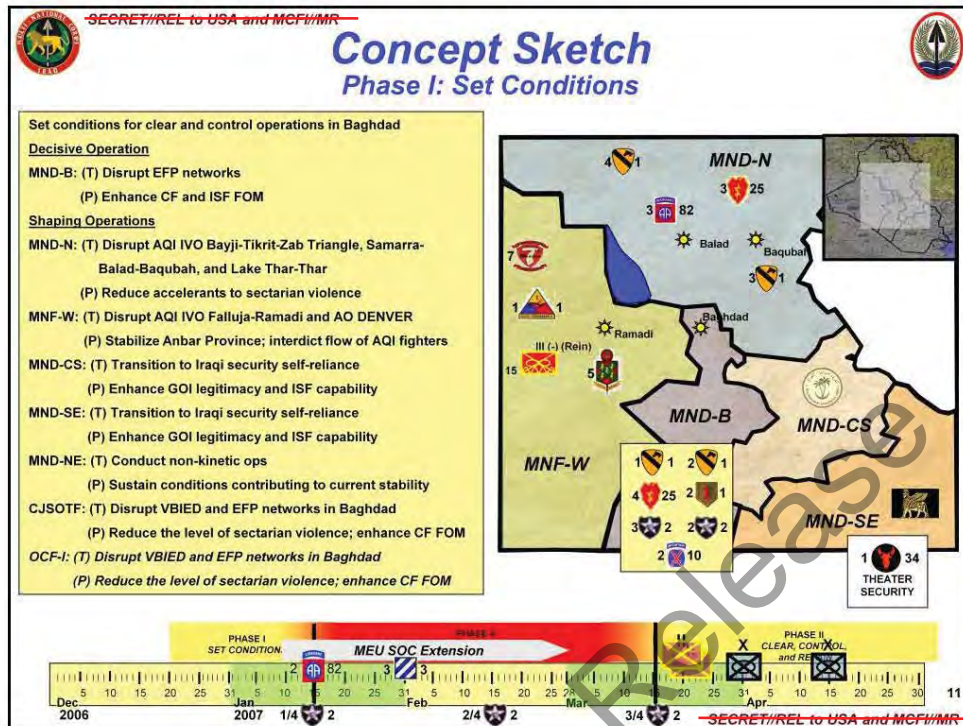 SECRET//REL to USA and MCFI//MR
Concept Sketch
Phase I: Set Conditions
Set conditions for clear and control operations in Baghdad
Decisive Operation
MND-B: (T) Disrupt EFP networks
(P) Enhance CF and ISF FOM
Shaping Operations
MND-N: (T) Disrupt AQI IVO Bayji-Tikrit-Zab Triangle, Samarra-
Balad-Baqubah, and Lake Thar-Thar
(P) Reduce accelerants to sectarian violence
MNF-W: (T) Disrupt AQI IVO Falluja-Ramadi and AO DENVER
(P) Stabilize Anbar Province; interdict flow of AQI fighters
MND-CS: (T) Transition to Iraqi security self-reliance
(P) Enhance GOI legitimacy and ISF capability
MND-SE: (T) Transition to Iraqi security self-reliance
(P) Enhance GOI legitimacy and ISF capability
MND-NE: (T) Conduct non-kinetic ops
(P) Sustain conditions contributing to current stability
CJSOTF: (T) Disrupt VBIED and EFP networks in Baghdad
(P) Reduce the level of sectarian violence; enhance CF FOM
OCF-I: (T) Disrupt VBIED and EFP networks in Baghdad
(P) Reduce the level of sectarian violence; enhance CF FOM
MND-N
4 1
3 25
3 82
Balad
Baqubah
3 1
7
1 1
Ramadi
Baghdad
III (-) (Rein)
15
5
MNF-W
MND-B
MND-CS
MND-SE
1 1 2 1
4 25 2 1
3 2 2 2
2 10
1 34
THEATER
SECURITY
Release
PHASE I
SET CONDITION
PHASE II
MEU SOC Extension
PHASE II
CLEAR, CONTROL,
and RE
2 82
3 3
X
X
5 10 15 20 25 31 5 10 15 20 25 31 5 10 15 20 25 28 5 10 15 20 25 31 5 10 15 20 25 31
Dec
Jan
Feb
Mar
Apr
2006
2007
1/4 2
2/4 2
3/4 2
11
SECRET//REL to USA and MCFI//MR